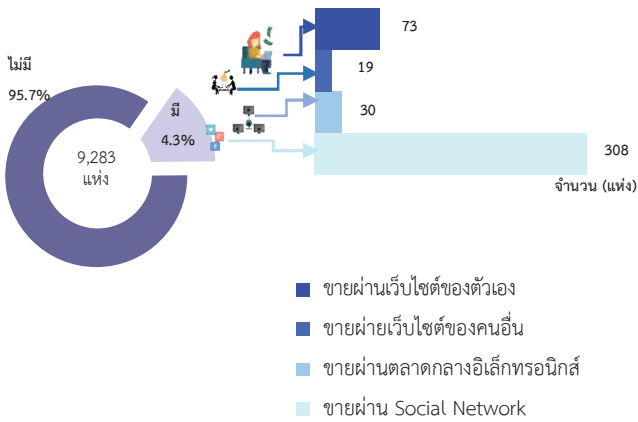 73
ไม่มี
95.7%
19
มี
4.3%
30
9,283
แห่ง
308
จำนวน (แห่ง)
ขายผ่านเว็บไซต์ของตัวเอง
ขายผ่ายเว็บไซต์ของคนอื่น
ขายผ่านตลาดกลางอิเล็กทรอนิกส์
ขายผ่าน Social Network